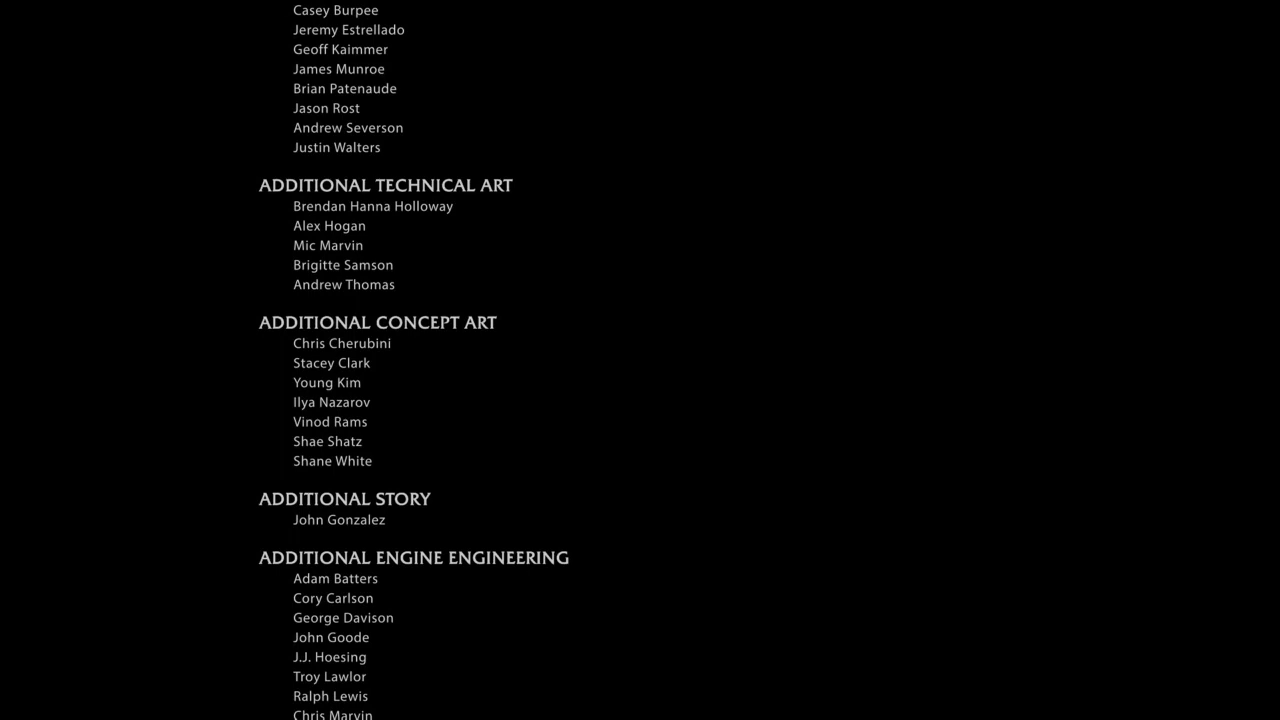 Casey Burpee
Jeremy Estrellado
Geoff Kaimmer
James Munroe
Brian Patenaude
Jason Rost
Andrew Severson
Justin Walters
ADDITIONAL TECHNICAL ART
Brendan Hanna Holloway
Alex Hogan
Mic Marvin
Brigitte Samson
Andrew Thomas
ADDITIONAL CONCEPT ART
Chris Cherubini
Stacey Clark
Young Kim
Ilya Nazarov
Vinod Rams
Shae Shatz
Shane White
ADDITIONAL STORY
John Gonzalez
ADDITIONAL ENGINE ENGINEERING
Adam Batters
Cory Carlson
George Davison
John Goode
J.J. Hoesing
Troy Lawlor
Ralph Lewis
Chris Marvin